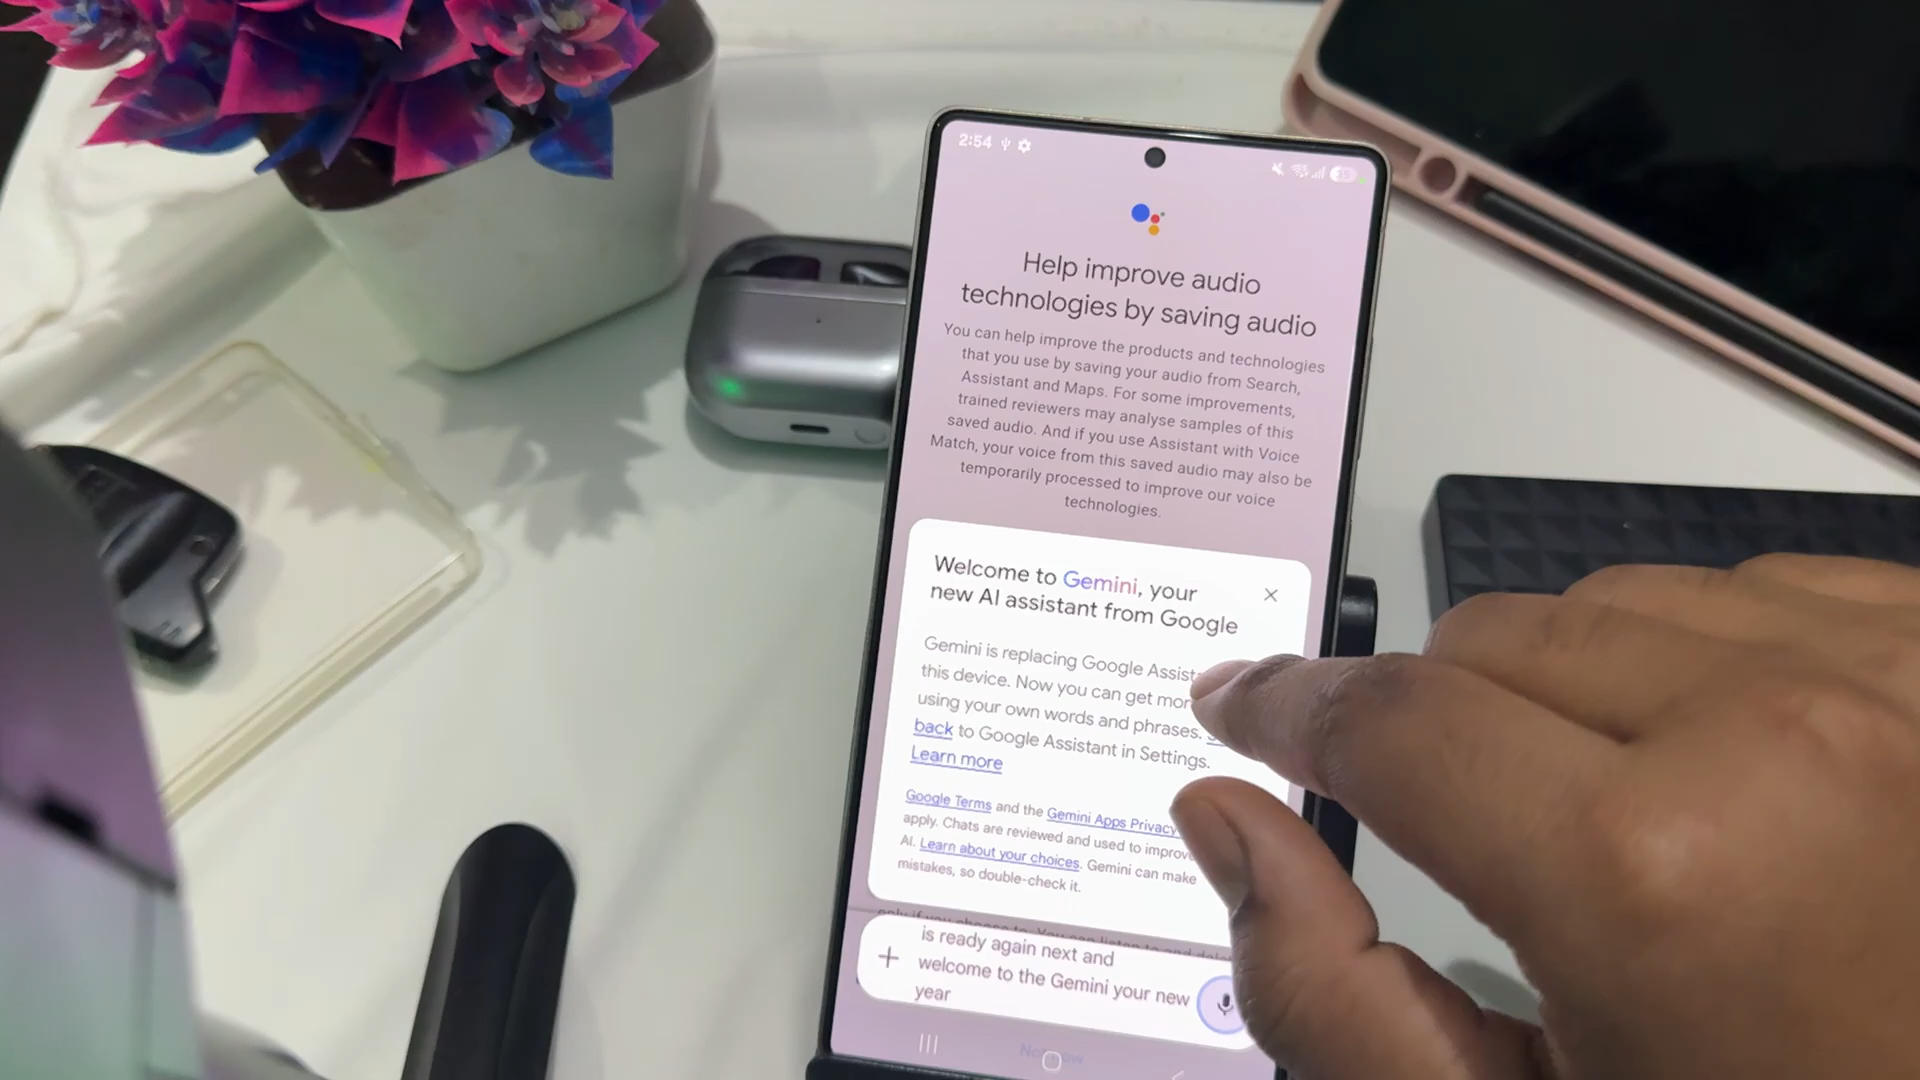 2:54
Help improve audio
technologies by saving audio
You can help improve the products and technologies
that you use by saving your audio from Search,
Assistant and Maps. For some improvements,
trained reviewers may analyse samples of this
saved audio. And if you use Assistant with Voice
Match, your voice from this saved audio may also be
temporarily processed to improve our voice
technologies.
Welcome to Gemini, your
new AI assistant from Google
Gemini is replacing Google
this device. Now you can get
using your own words and phrases.
back to Google Assistant in Settings.
Learn more
Google Terms and the Gemini Apps Privacy
apply. Chats are reviewed and used to improve
AI. Learn about your choices. Gemini can make
mistakes, so double-check it.
is ready again next and
welcome to the Gemini your new
year